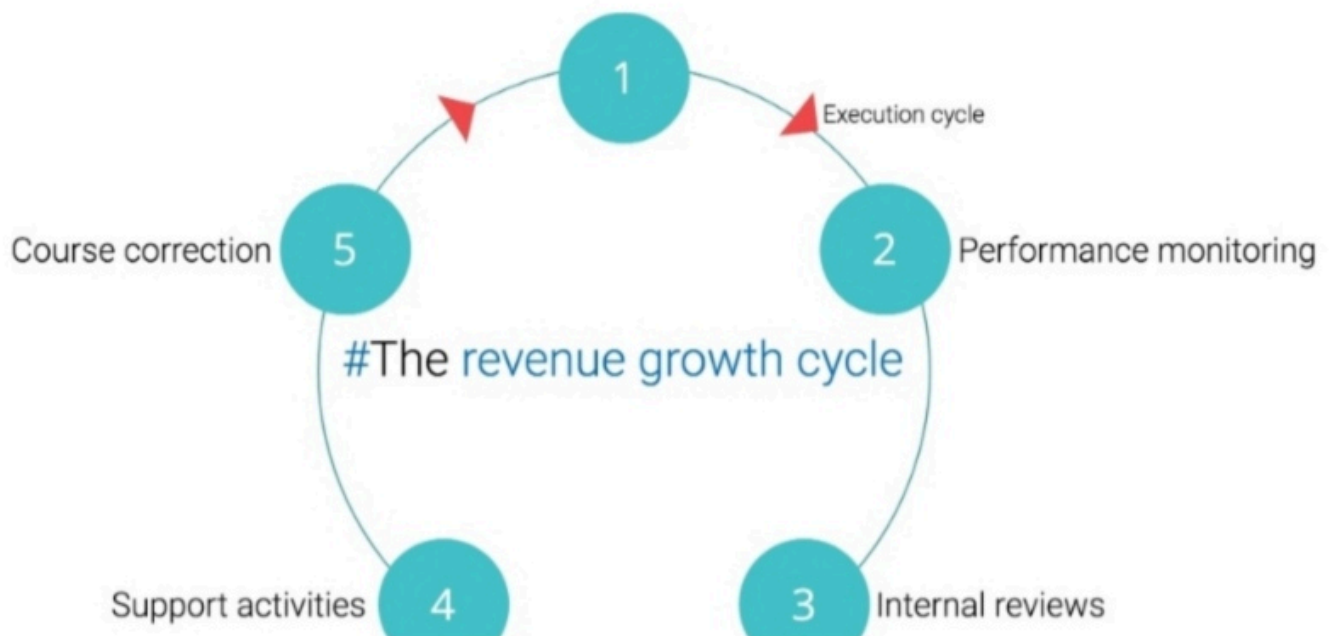 1
Execution cycle
5
Course correction
2
Performance monitoring
#The revenue growth cycle
4
Support activities
3
Internal reviews